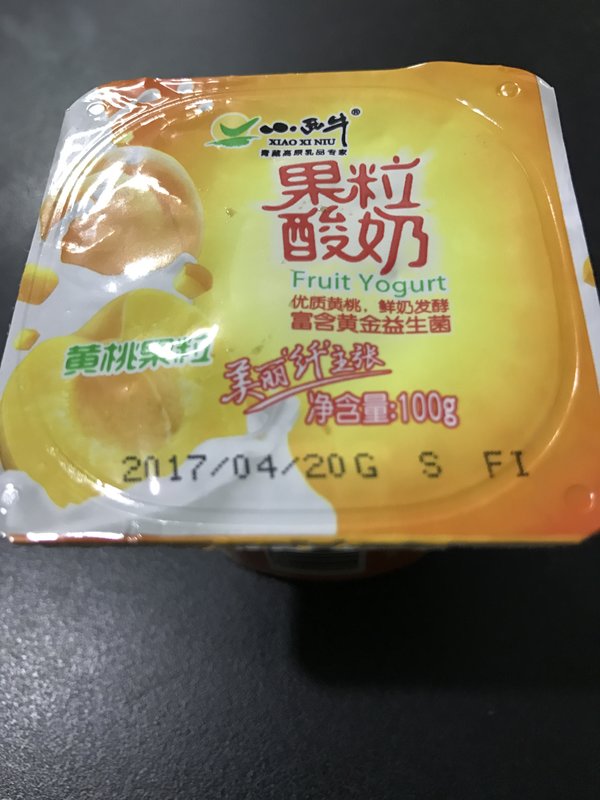 小西牛®
XIAO XI NIU
青藏高原乳品专家
果粒
酸奶
Fruit Yogurt
优质黄桃，鲜奶发酵
富含黄金益生菌
黄桃果粒
美丽"纤"主张
净含量:100g
2017/04/20G S FI